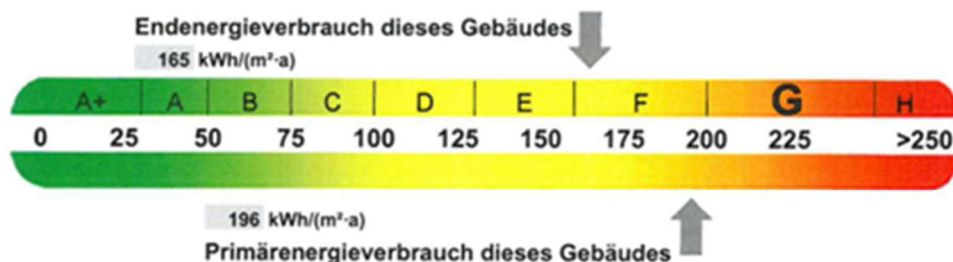 Endenergieverbrauch dieses Gebäudes
165 kWh/(m²·a)
A+ A B C D E F G H
0 25 50 75 100 125 150 175 200 225 >250
196 kWh/(m²·a)
Primärenergieverbrauch dieses Gebäudes